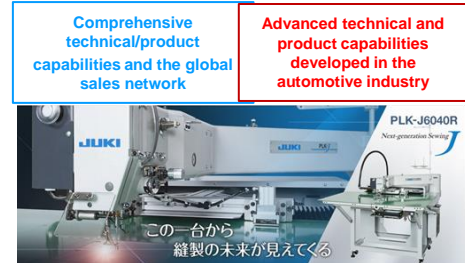 Comprehensive
technical/product
capabilities and the global
sales network
Advanced technical and
product capabilities
developed in the
automotive industry
PLK-J6040R
Next-generation Sewing J
JUKI
JUKI
この一台から
縫製の未来が見えてくる